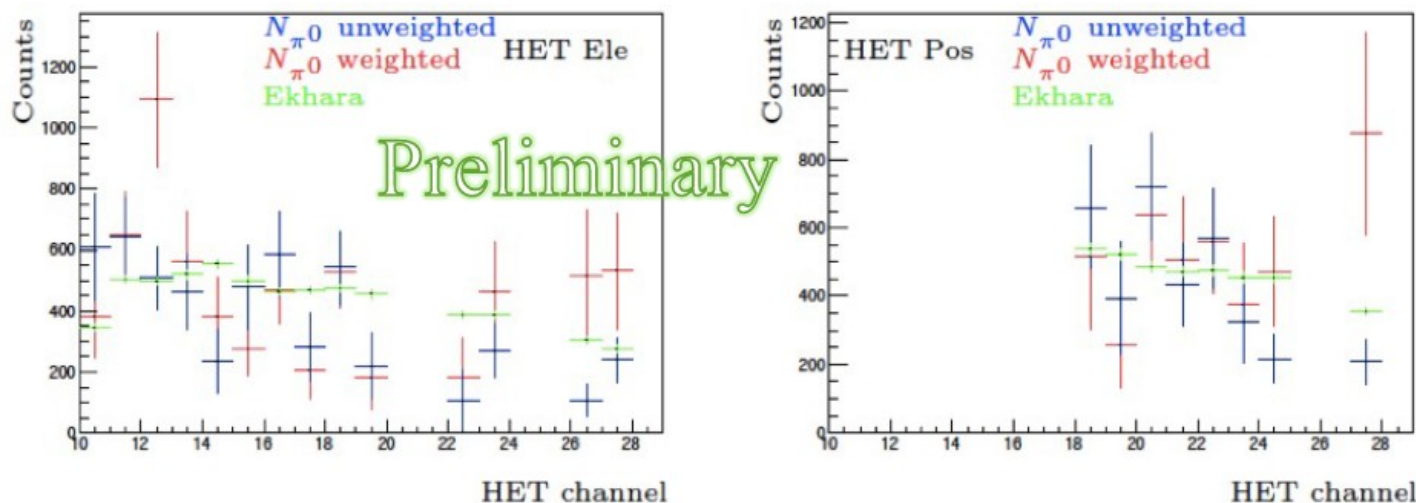 Counts
N_π0 unweighted
N_π0 weighted
Ekhara
HET Ele
1200
1000
800
600
400
200
0
10 12 14 16 18 20 22 24 26 28
HET channel
Preliminary
Counts
HET Pos
N_π0 unweighted
N_π0 weighted
Ekhara
1200
1000
800
600
400
200
0
10 12 14 16 18 20 22 24 26 28
HET channel